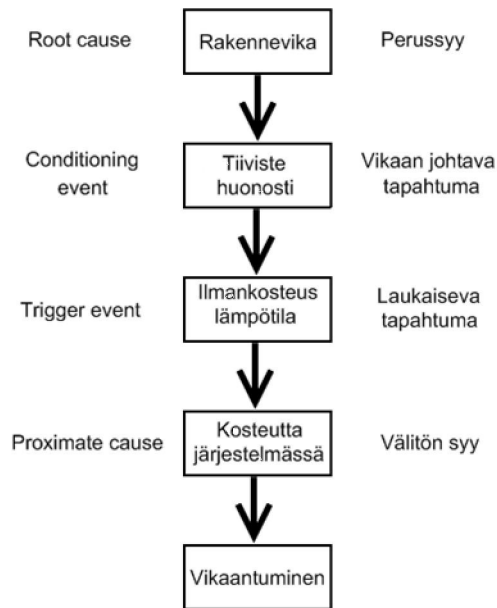 Root cause
Rakennevika
Perussyy
Conditioning
event
Tiiviste
huonosti
Vikaan johtava
tapahtuma
Trigger event
Ilmankosteus
lämpötila
Laukaiseva
tapahtuma
Proximate cause
Kosteutta
järjestelmässä
Välitön syy
Vikaantuminen